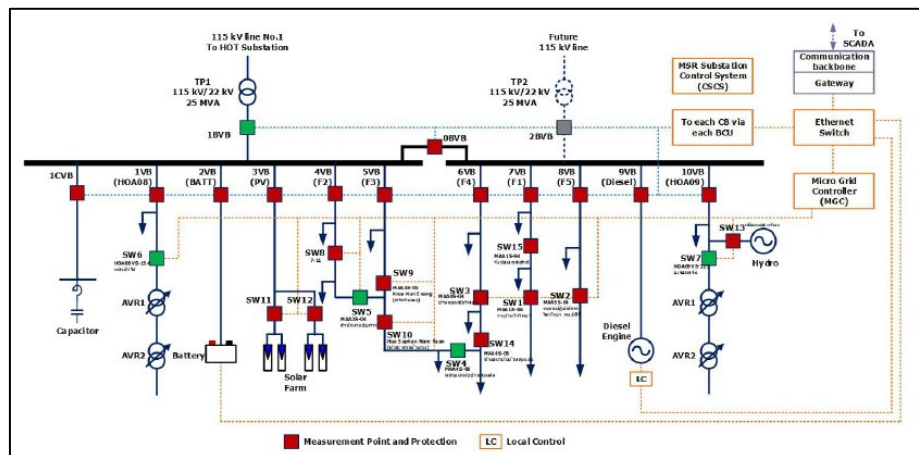 115 kV line No.1
To HOT Substation
Future
115 kV line
To
SCADA
Communication
backbone
Gateway
MSR Substation
Control System
(CSCS)
TP1
115 kV/22 kV
25 MVA
TP2
115 kV/22 kV
25 MVA
1BVB
0BVB
2BVB
To each CB via
each BCU
Ethernet
Switch
Micro Grid
Controller
(MGC)
1CVB
1VB
(HOA08)
2VB
(BATT)
3VB
(PV)
4VB
(F2)
5VB
(F3)
6VB
(F4)
7VB
(F1)
8VB
(F5)
9VB
(Diesel)
10VB
(HOA09)
SW6
SW8
7-11
SW9
SW15
SW13
SW7
Hydro
SW11
SW12
SW5
SW3
SW1
SW2
SW10
SW14
SW4
AVR1
AVR2
Capacitor
Battery
Solar
Farm
Diesel
Engine
LC
AVR1
AVR2
Measurement Point and Protection
LC
Local Control